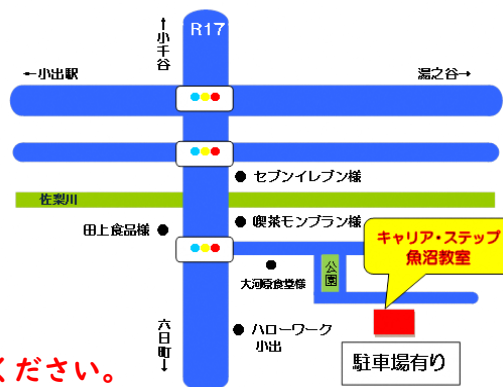 ↑小千谷
R17
←小出駅
湯之谷→
● セブンイレブン様
佐梨川
● 喫茶モンブラン様
田上食品様 ●
キャリア・ステップ
魚沼教室
公園
●
大河原食堂様
● ハローワーク
小出
六日町↓
駐車場有り
ください。